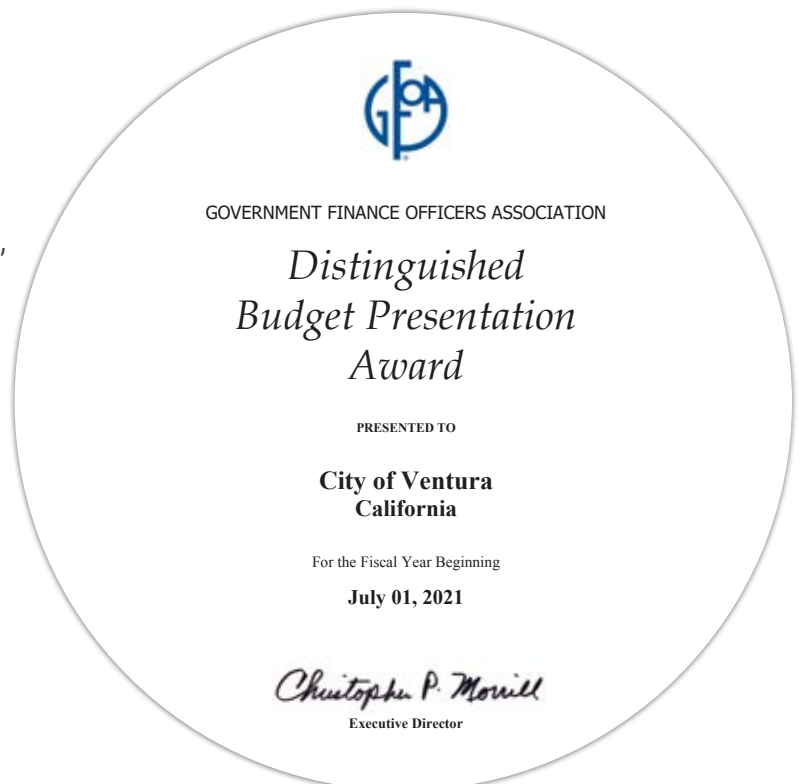 GFOA
GOVERNMENT FINANCE OFFICERS ASSOCIATION
Distinguished
Budget Presentation
Award
PRESENTED TO
City of Ventura
California
For the Fiscal Year Beginning
July 01, 2021
Christopher P. Morrill
Executive Director